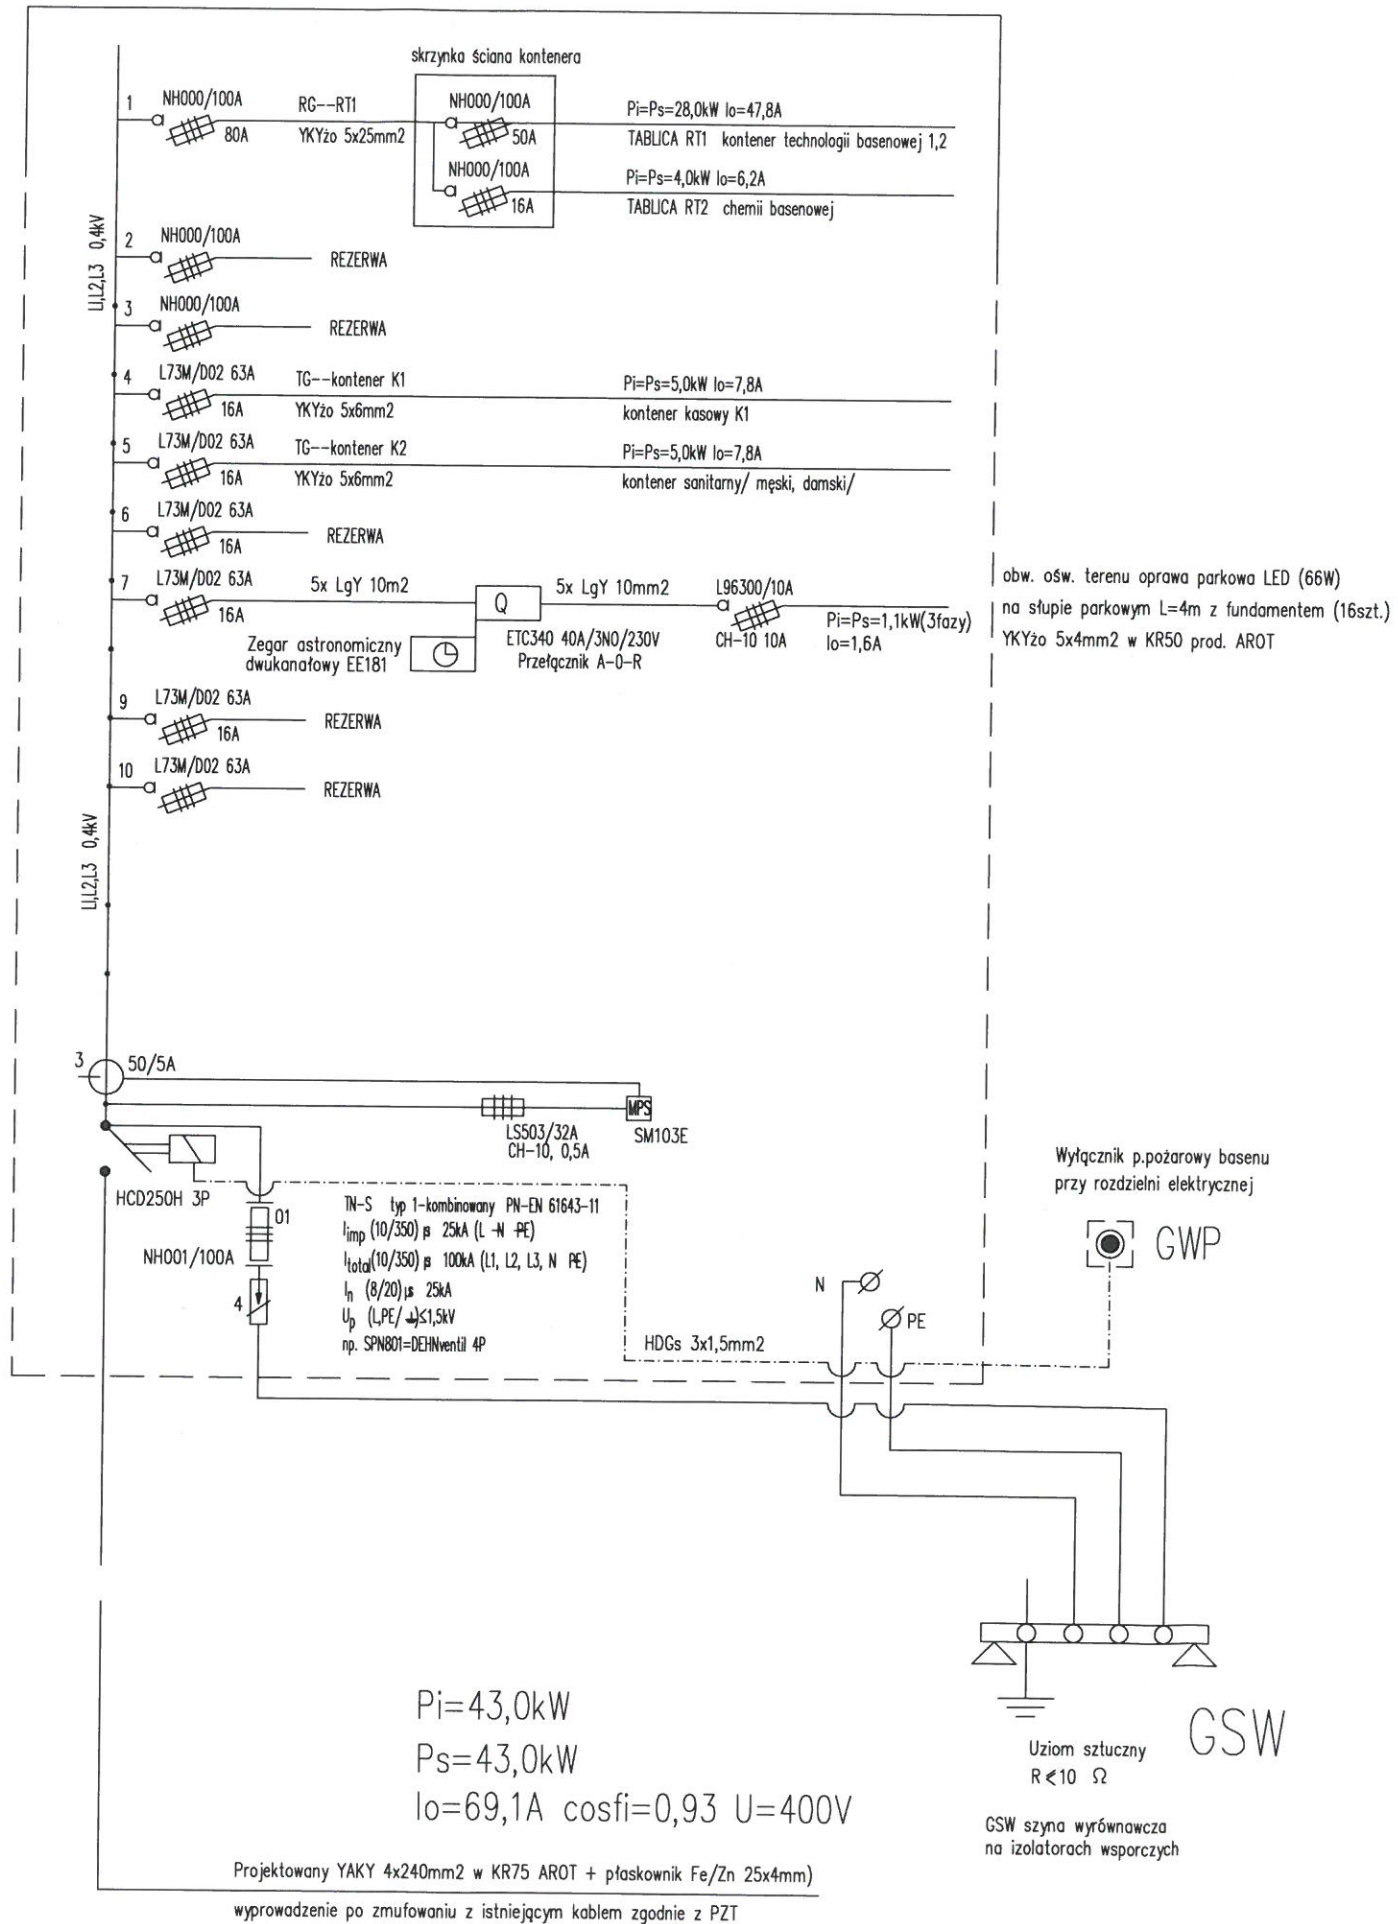 skrzynka ściana kontenera
1 NH000/100A RG--RT1 NH000/100A Pi=Ps=28,0kW Io=47,8A
80A YKYżo 5x25mm2 50A TABLICA RT1 kontener technologii basenowej 1,2
NH000/100A Pi=Ps=4,0kW Io=6,2A
16A TABLICA RT2 chemii basenowej
L1,L2,L3 0,4kV
2 NH000/100A
REZERWA
3 NH000/100A
REZERWA
4 L73M/D02 63A TG--kontener K1 Pi=Ps=5,0kW Io=7,8A
16A YKYżo 5x6mm2 kontener kasowy K1
5 L73M/D02 63A TG--kontener K2 Pi=Ps=5,0kW Io=7,8A
16A YKYżo 5x6mm2 kontener sanitarny/ męski, damski/
6 L73M/D02 63A
16A REZERWA
7 L73M/D02 63A 5x LgY 10m2 Q 5x LgY 10mm2 L96300/10A
16A
Pi=Ps=1,1kW(3fazy)
Io=1,6A
CH-10 10A
ETC340 40A/3NO/230V
Przełącznik A-0-R
Zegar astronomiczny
dwukanałowy EE181
obw. ośw. terenu oprawa parkowa LED (66W)
na słupie parkowym L=4m z fundamentem (16szt.)
YKYżo 5x4mm2 w KR50 prod. AROT
9 L73M/D02 63A
16A REZERWA
10 L73M/D02 63A
REZERWA
L1,L2,L3 0,4kV
3 50/5A
MPS
LS503/32A
CH-10, 0,5A
SM103E
HCD250H 3P
01
NH001/100A
4
TN-S typ 1-kombinowany PN-EN 61643-11
Iimp (10/350) µs 25kA (L -N -PE)
Itotal(10/350) µs 100kA (L1, L2, L3, N PE)
In (8/20)µs 25kA
Up (L,PE/⏚)≤1,5kV
np. SPN801=DEHNventil 4P
Wyłącznik p.pożarowy basenu
przy rozdzielni elektrycznej
GWP
N
PE
HDGs 3x1,5mm2
GSW
Uziom sztuczny
R≤10 Ω
GSW szyna wyrównawcza
na izolatorach wsporczych
Pi=43,0kW
Ps=43,0kW
Io=69,1A cosfi=0,93 U=400V
Projektowany YAKY 4x240mm2 w KR75 AROT + płaskownik Fe/Zn 25x4mm)
wyprowadzenie po zmufowaniu z istniejącym kablem zgodnie z PZT